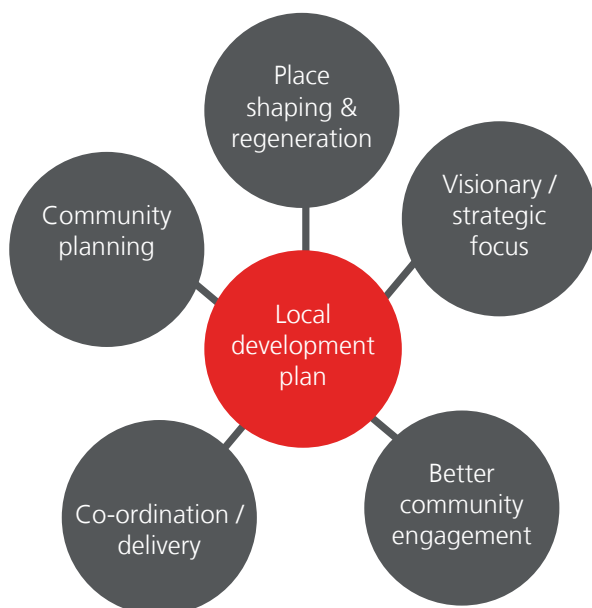 Place
shaping &
regeneration
Visionary /
strategic
focus
Community
planning
Local
development
plan
Better
community
engagement
Co-ordination /
delivery